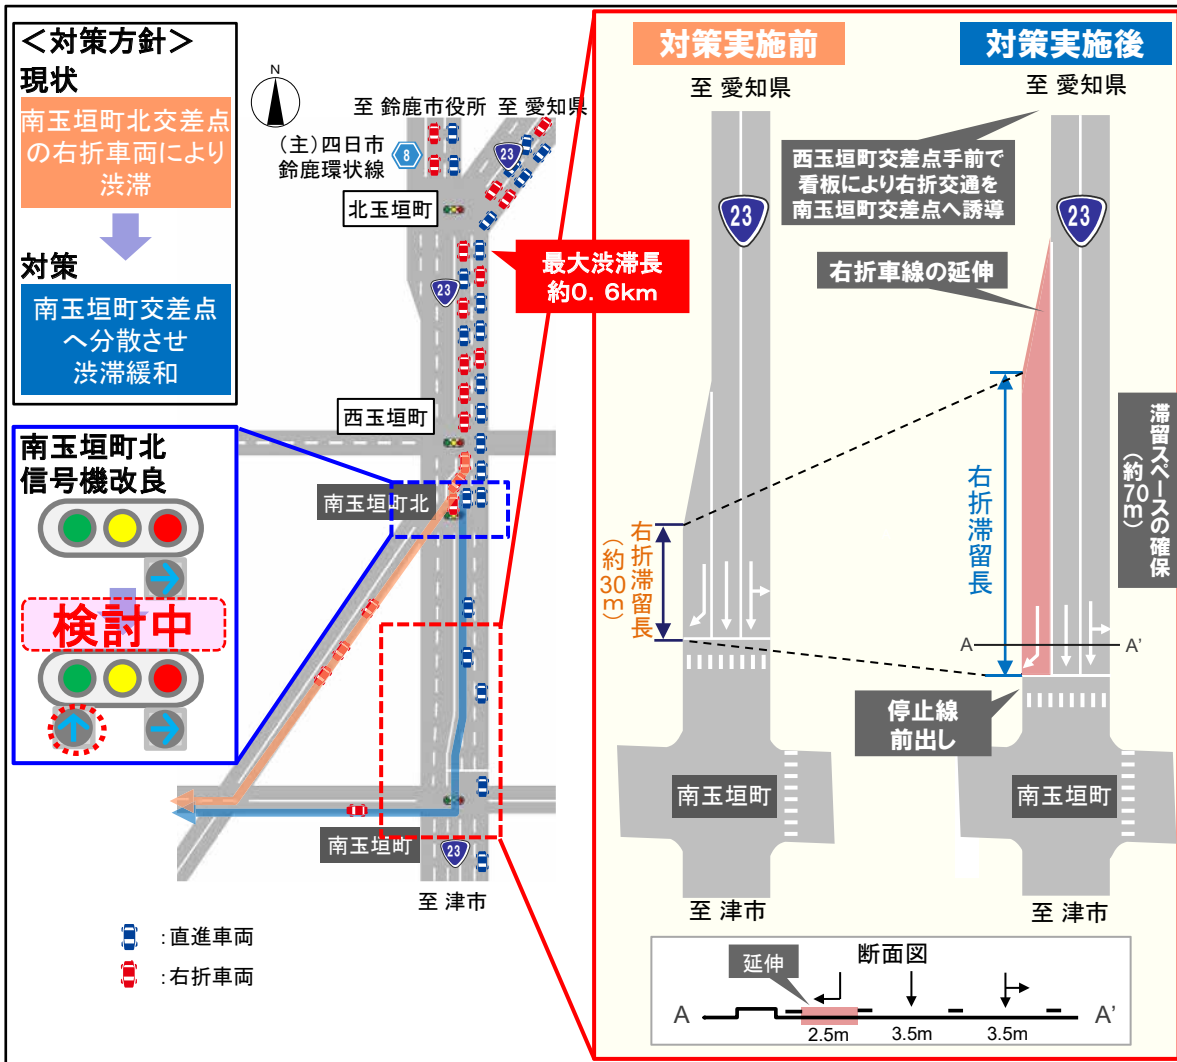 ＜対策方針＞
現状
南玉垣町北交差点
の右折車両により
渋滞
対策
南玉垣町交差点
へ分散させ
渋滞緩和
南玉垣町北
信号機改良
検討中
N
至 鈴鹿市役所
至 愛知県
（主）四日市
鈴鹿環状線
8
23
北玉垣町
23
最大渋滞長
約0．6km
西玉垣町
南玉垣町北
南玉垣町
23
至 津市
：直進車両
：右折車両
対策実施前
至 愛知県
23
右折滞留長
（約30m）
南玉垣町
至 津市
対策実施後
至 愛知県
西玉垣町交差点手前で
看板により右折交通を
南玉垣町交差点へ誘導
23
右折車線の延伸
右折滞留長
滞留スペースの確保
（約70m）
A
A'
停止線
前出し
南玉垣町
至 津市
断面図
延伸
A
A'
2.5m
3.5m
3.5m